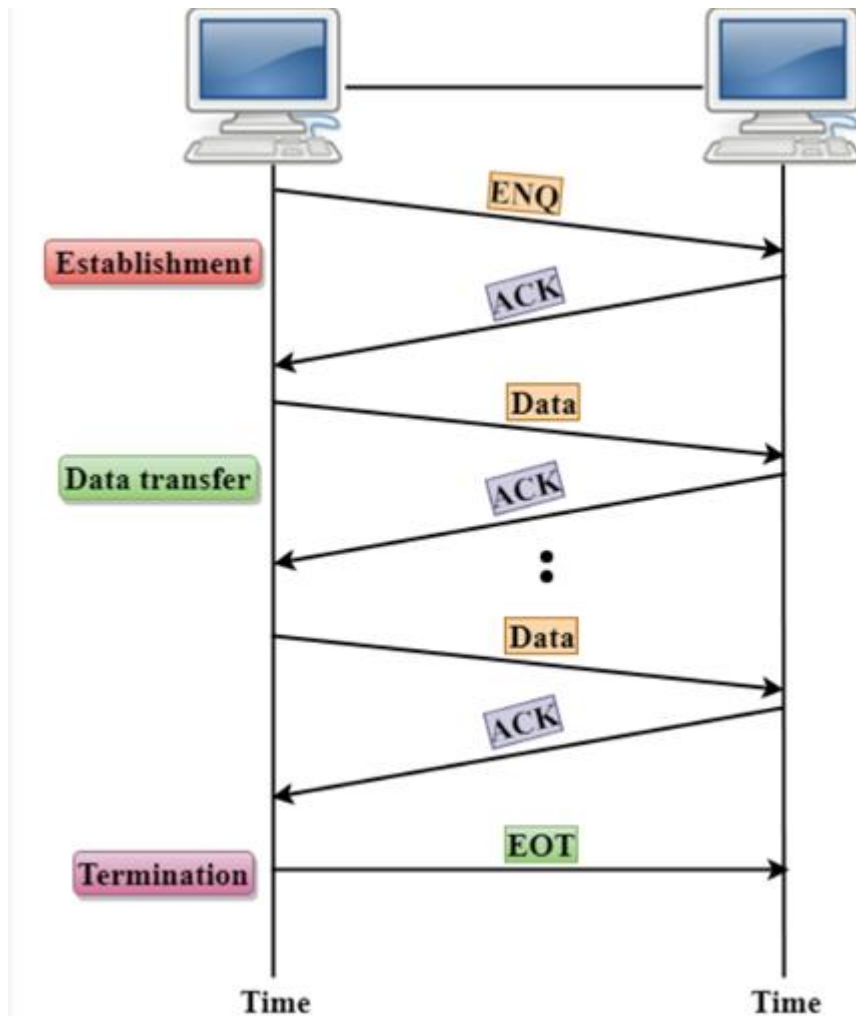 ENQ
Establishment
ACK
Data
Data transfer
ACK
Data
ACK
EOT
Termination
Time
Time